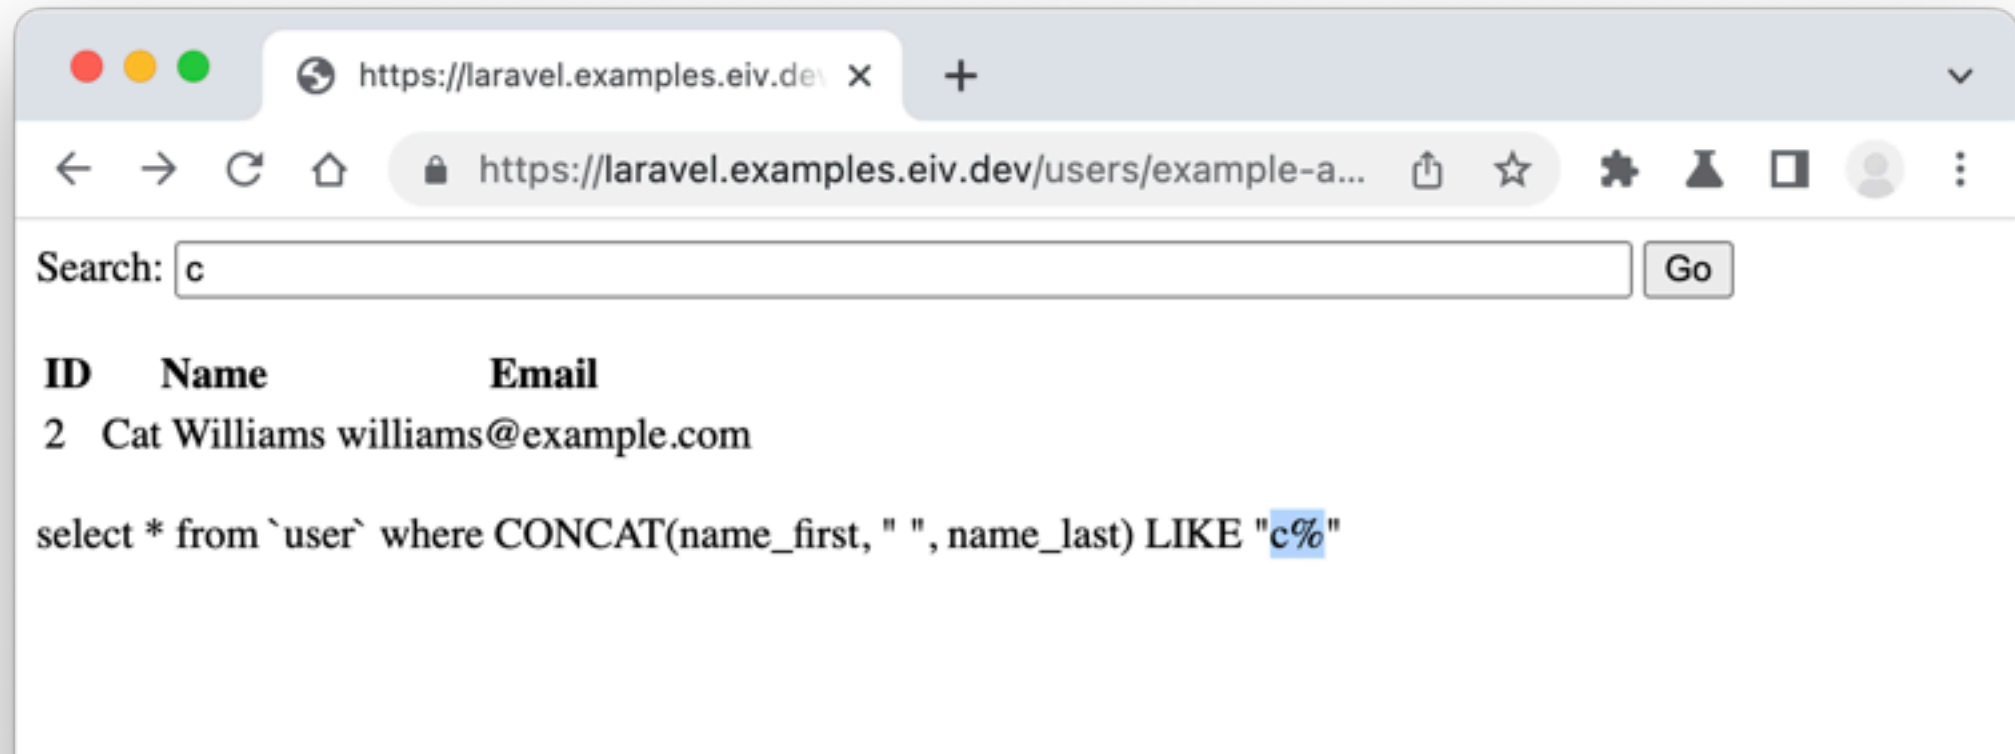 https://laravel.examples.eiv.de
https://laravel.examples.eiv.dev/users/example-a...
Search: c Go
ID Name Email
2 Cat Williams williams@example.com
select * from `user` where CONCAT(name_first, " ", name_last) LIKE "c%"